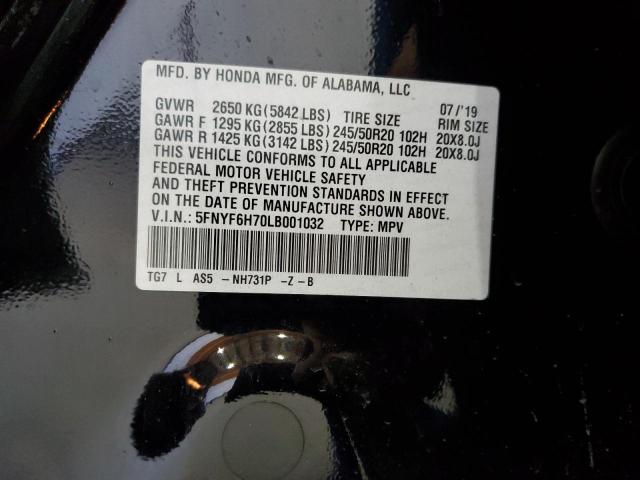 MFD. BY HONDA MFG. OF ALABAMA, LLC
GVWR 2650 KG (5842 LBS) TIRE SIZE 07/'19 RIM SIZE
GAWR F 1295 KG (2855 LBS) 245/50R20 102H 20X8.0J
GAWR R 1425 KG (3142 LBS) 245/50R20 102H 20X8.0J
THIS VEHICLE CONFORMS TO ALL APPLICABLE
FEDERAL MOTOR VEHICLE SAFETY
AND THEFT PREVENTION STANDARDS IN EFFECT
ON THE DATE OF MANUFACTURE SHOWN ABOVE.
V.I.N.: 5FNYF6H70LB001032 TYPE: MPV
TG7 L AS5 -NH731P -Z-B